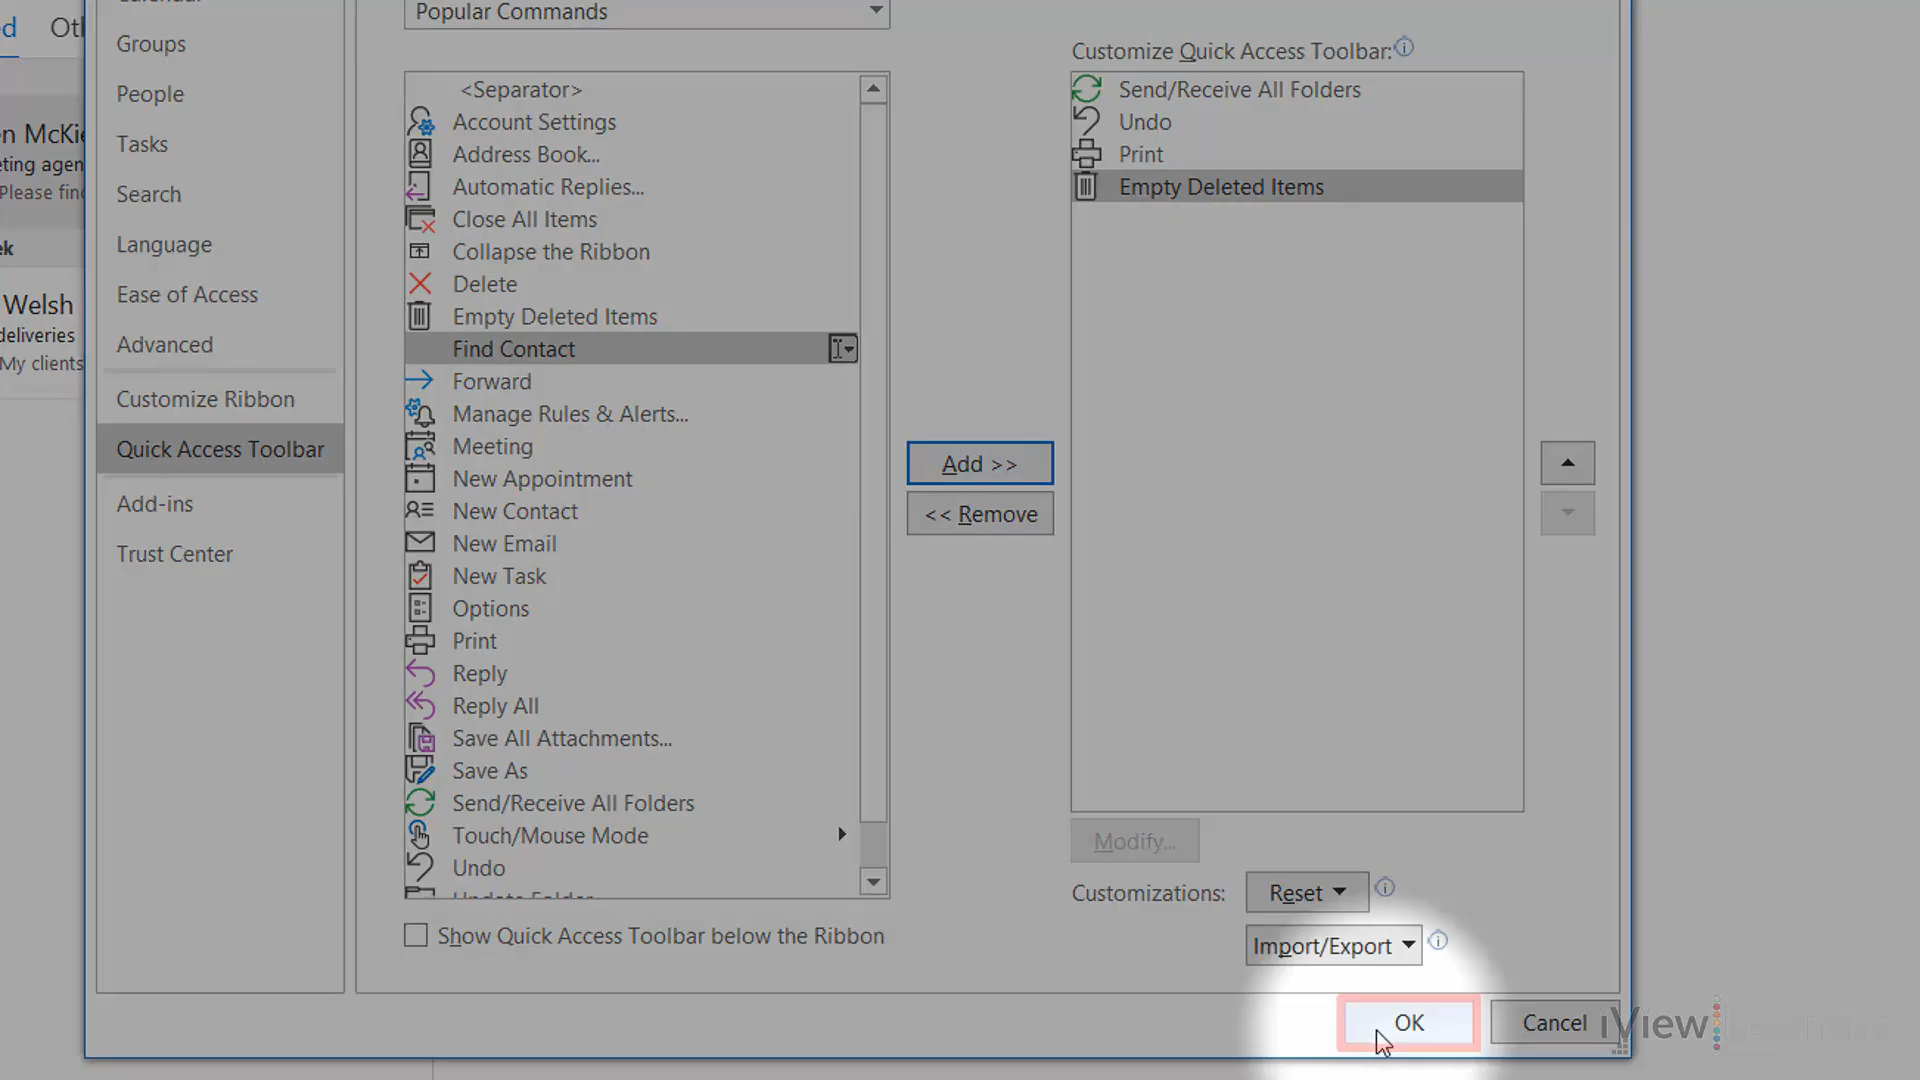 Popular Commands
Groups
People
Tasks
Search
Language
Ease of Access
Advanced
Customize Ribbon
Quick Access Toolbar
Add-ins
Trust Center
<Separator>
Account Settings
Address Book...
Automatic Replies...
Close All Items
Collapse the Ribbon
Delete
Empty Deleted Items
Find Contact
Forward
Manage Rules & Alerts...
Meeting
New Appointment
New Contact
New Email
New Task
Options
Print
Reply
Reply All
Save All Attachments...
Save As
Send/Receive All Folders
Touch/Mouse Mode
Undo
Show Quick Access Toolbar below the Ribbon
Add >>
<< Remove
Customize Quick Access Toolbar:
Send/Receive All Folders
Undo
Print
Empty Deleted Items
Modify...
Customizations:
Reset
Import/Export
OK
Cancel
iView
eting agen
Please find
Welsh
deliveries
My clients